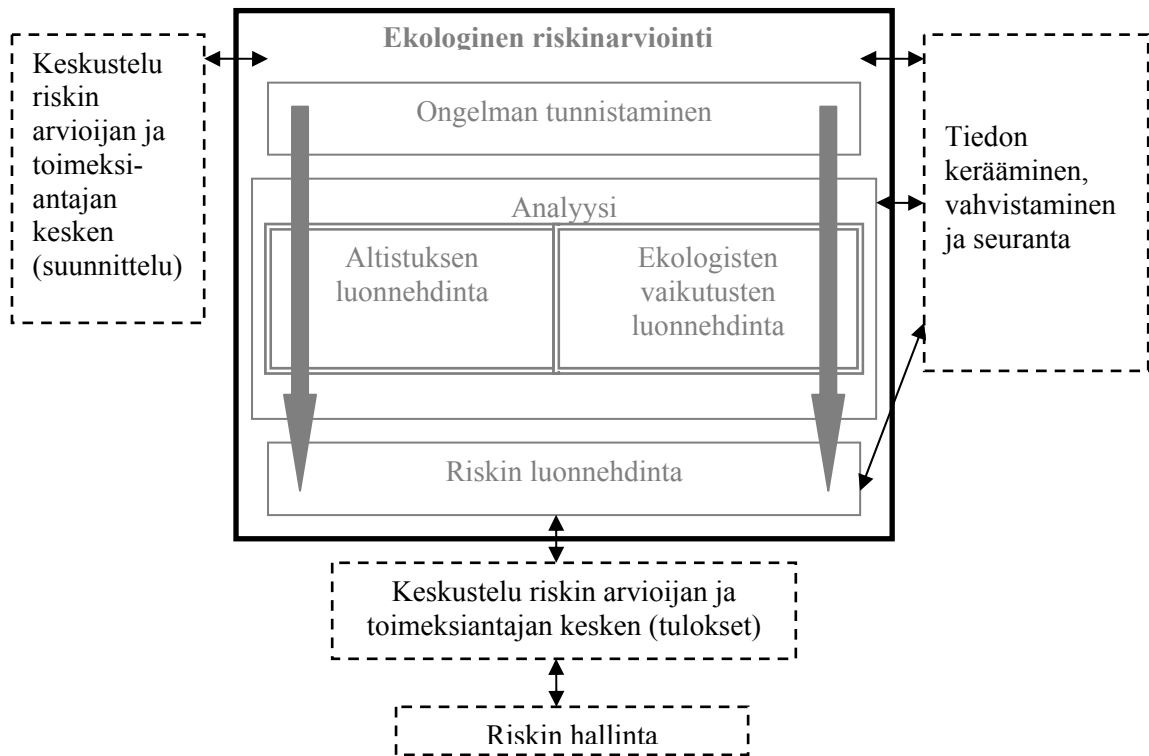 Ekologinen riskinarviointi
Keskustelu
riskin
arvioijan ja
toimeksi-
antajan
kesken
(suunnittelu)
Ongelman tunnistaminen
Tiedon
kerääminen,
vahvistaminen
ja seuranta
Analyysi
Altistuksen
luonnehdinta
Ekologisten
vaikutusten
luonnehdinta
Riskin luonnehdinta
Keskustelu riskin arvioijan ja
toimeksiantajan kesken (tulokset)
Riskin hallinta